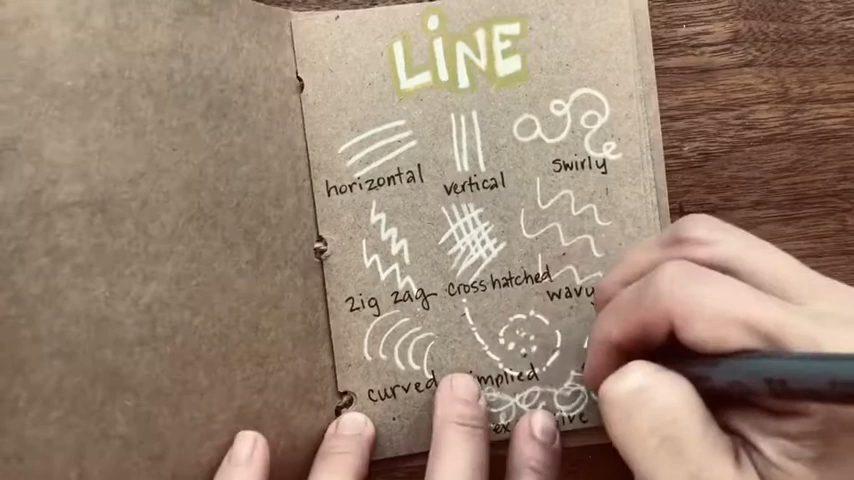 LiNE
horizontal vertical swirly
zig zag cross hatched wavy
curved implied